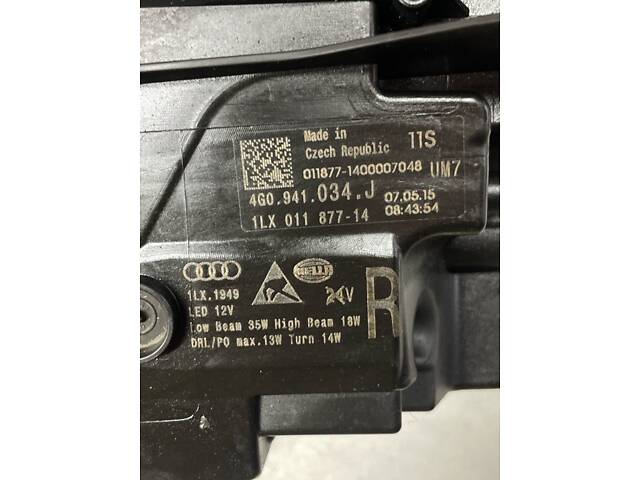 Made in
Czech Republic 11S
011877-1400007048 UM7
4G0.941.034.J 07.05.15
1LX 011 877-14 08:43:54
HELLA
1LX.1949 24V
LED 12V R
Low Beam 35W High Beam 18W
DRL/PO max.13W Turn 14W